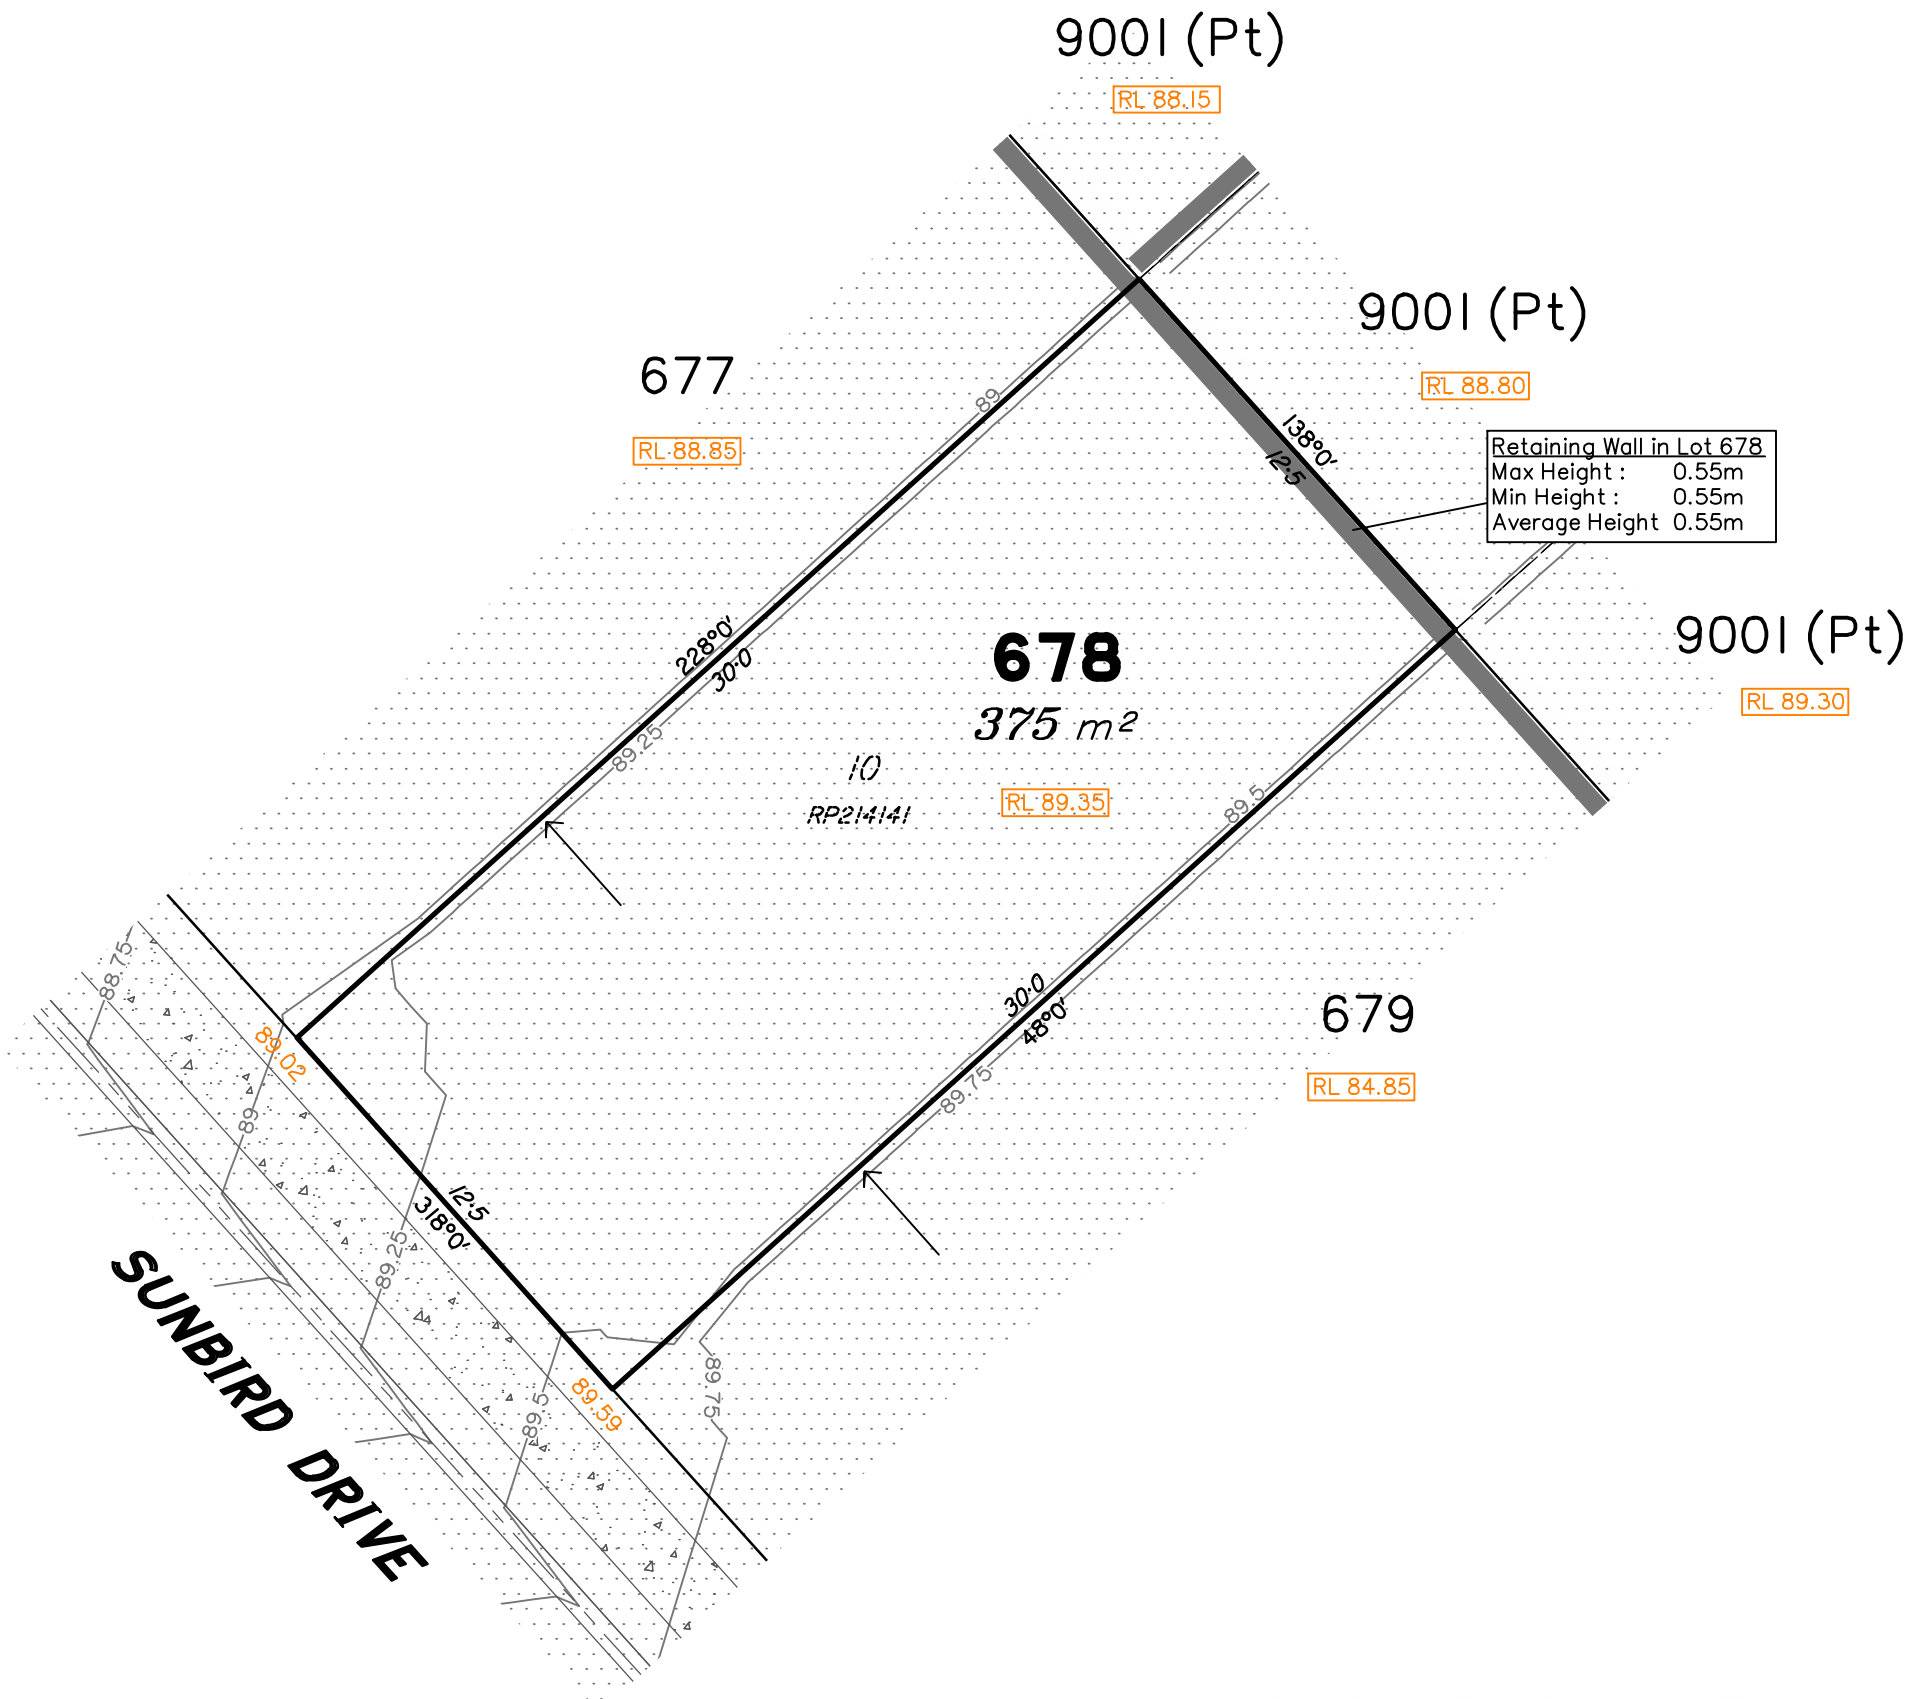 9001 (Pt)
RL 88.15
9001 (Pt)
RL 88.80
677
RL 88.85
89
138°0'
12·5
Retaining Wall in Lot 678
Max Height : 0.55m
Min Height : 0.55m
Average Height 0.55m
228°0'
30·0
678
375 m²
9001 (Pt)
RL 89.30
89.25
10
RP214141
RL 89.35
89.5
88.75
89.02
89
30·0
48°0'
679
RL 84.85
89.75
12·5
318°0'
89.25
89.5
89.59
89.75
SUNBIRD DRIVE